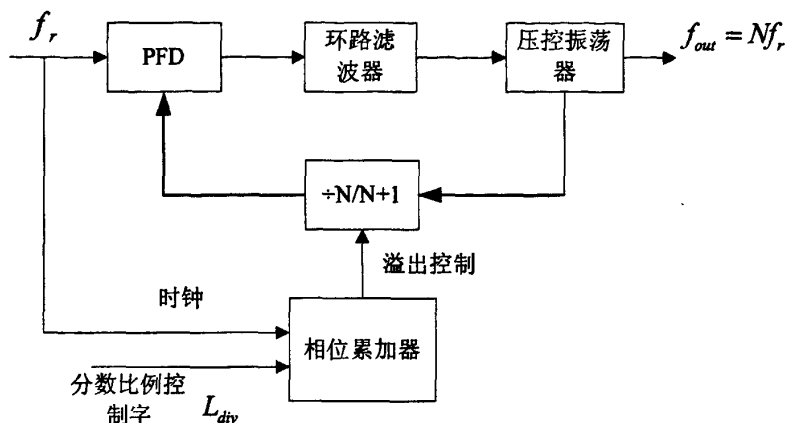 f_r
PFD
环路滤
波器
压控振荡
器
f_out = Nf_r
÷N/N+1
溢出控制
时钟
相位累加器
分数比例控
制字 L_div